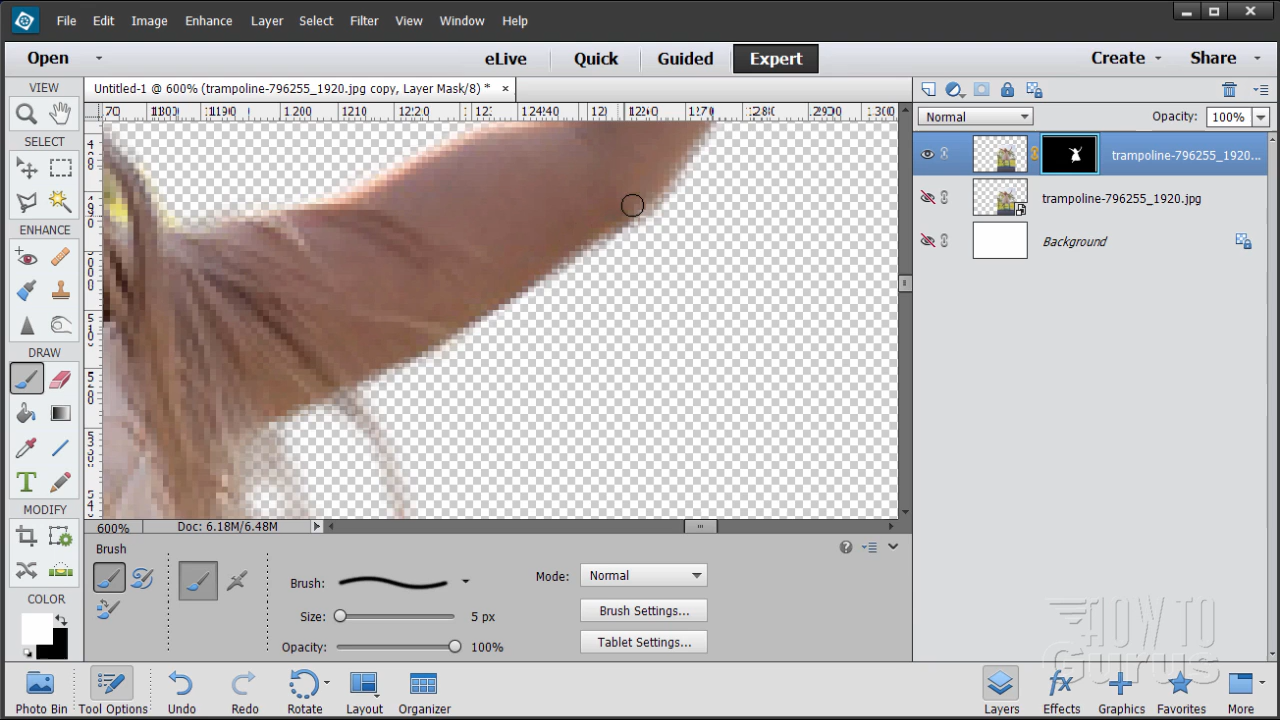 File Edit Image Enhance Layer Select Filter View Window Help
Open eLive Quick Guided Expert Create Share
VIEW
Untitled-1 @ 600% (trampoline-796255_1920.jpg copy, Layer Mask/8) * ×
Normal Opacity: 100%
SELECT
trampoline-796255_1920...
trampoline-796255_1920.jpg
ENHANCE
Background
DRAW
MODIFY
600% Doc: 6.18M/6.48M
Brush
Brush: Mode: Normal
COLOR
Size: 5 px Brush Settings...
Opacity: 100% Tablet Settings...
HOW TO
Gurus
Photo Bin Tool Options Undo Redo Rotate Layout Organizer Layers Effects Graphics Favorites More